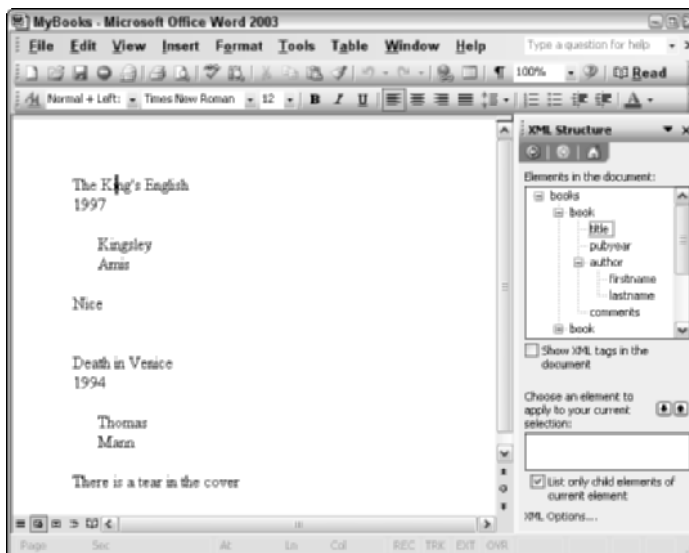 MyBooks - Microsoft Office Word 2003
File Edit View Insert Format Tools Table Window Help Type a question for help
100% Read
Normal + Left: Times New Roman 12 B I U A
XML Structure
Elements in the document:
books
book
title
pubyear
author
firstname
lastname
comments
book
Show XML tags in the
document
Choose an element to
apply to your current
selection:
List only child elements of
current element
XML Options...
The King's English
1997
Kingsley
Amis
Nice
Death in Venice
1994
Thomas
Mann
There is a tear in the cover
Page Sec At Ln Col REC TRK EXT OVR